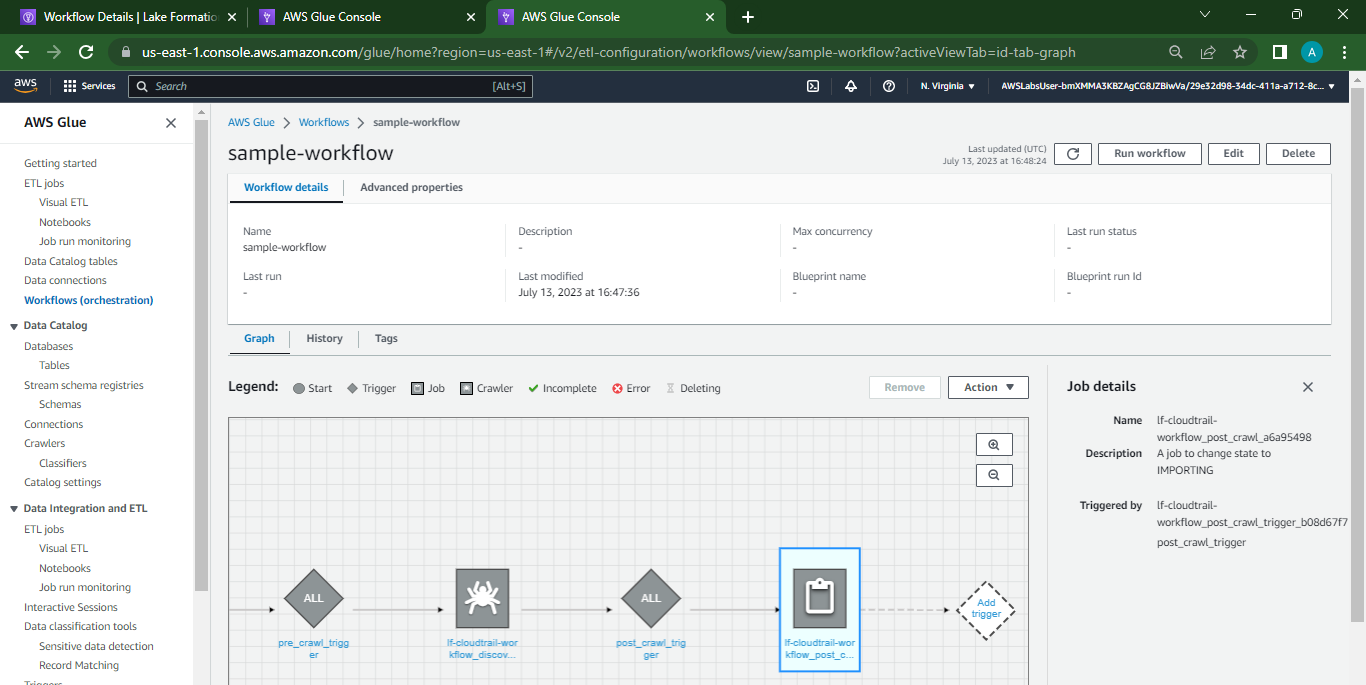 Workflow Details | Lake Formatio
AWS Glue Console
AWS Glue Console
us-east-1.console.aws.amazon.com/glue/home?region=us-east-1#/v2/etl-configuration/workflows/view/sample-workflow?activeViewTab=id-tab-graph
A
aws
Services
Search
[Alt+S]
N. Virginia
AWSLabsUser-bmXMMA3KBZAgCG8JZBiwVa/29e32d98-34dc-411a-a712-8c...
AWS Glue
Getting started
ETL jobs
Visual ETL
Notebooks
Job run monitoring
Data Catalog tables
Data connections
Workflows (orchestration)
Data Catalog
Databases
Tables
Stream schema registries
Schemas
Connections
Crawlers
Classifiers
Catalog settings
Data Integration and ETL
ETL jobs
Visual ETL
Notebooks
Job run monitoring
Interactive Sessions
Data classification tools
Sensitive data detection
Record Matching
Triggers
AWS Glue
Workflows
sample-workflow
sample-workflow
Last updated (UTC)
July 13, 2023 at 16:48:24
Run workflow
Edit
Delete
Workflow details
Advanced properties
Name
sample-workflow
Description
-
Max concurrency
-
Last run status
-
Last run
-
Last modified
July 13, 2023 at 16:47:36
Blueprint name
-
Blueprint run Id
-
Graph
History
Tags
Legend:
Start
Trigger
Job
Crawler
Incomplete
Error
Deleting
Remove
Action
ALL
pre_crawl_trigg
er
lf-cloudtrail-wor
kflow_discov...
ALL
post_crawl_trig
ger
lf-cloudtrail-wor
kflow_post_c...
Add
trigger
Job details
Name
lf-cloudtrail-
workflow_post_crawl_a6a95498
Description
A job to change state to
IMPORTING
Triggered by
lf-cloudtrail-
workflow_post_crawl_trigger_b08d67f7
post_crawl_trigger